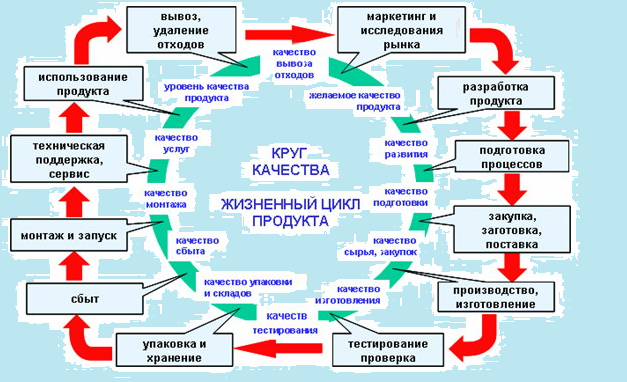 вывоз,
удаление
отходов
маркетинг и
исследования
рынка
разработка
продукта
подготовка
процессов
закупка,
заготовка,
поставка
производство,
изготовление
тестирование
проверка
упаковка и
хранение
сбыт
монтаж и запуск
техническая
поддержка,
сервис
использование
продукта
качество
вывоза
отходов
желаемое качество
продукта
качество
развития
качество
подготовки
качество
сырья, закупок
качество
изготовления
качеств
тестирования
качество упаковки
и складов
качество
сбыта
качество
монтажа
качество
услуг
уровень качества
продукта
КРУГ
КАЧЕСТВА
ЖИЗНЕННЫЙ ЦИКЛ
ПРОДУКТА